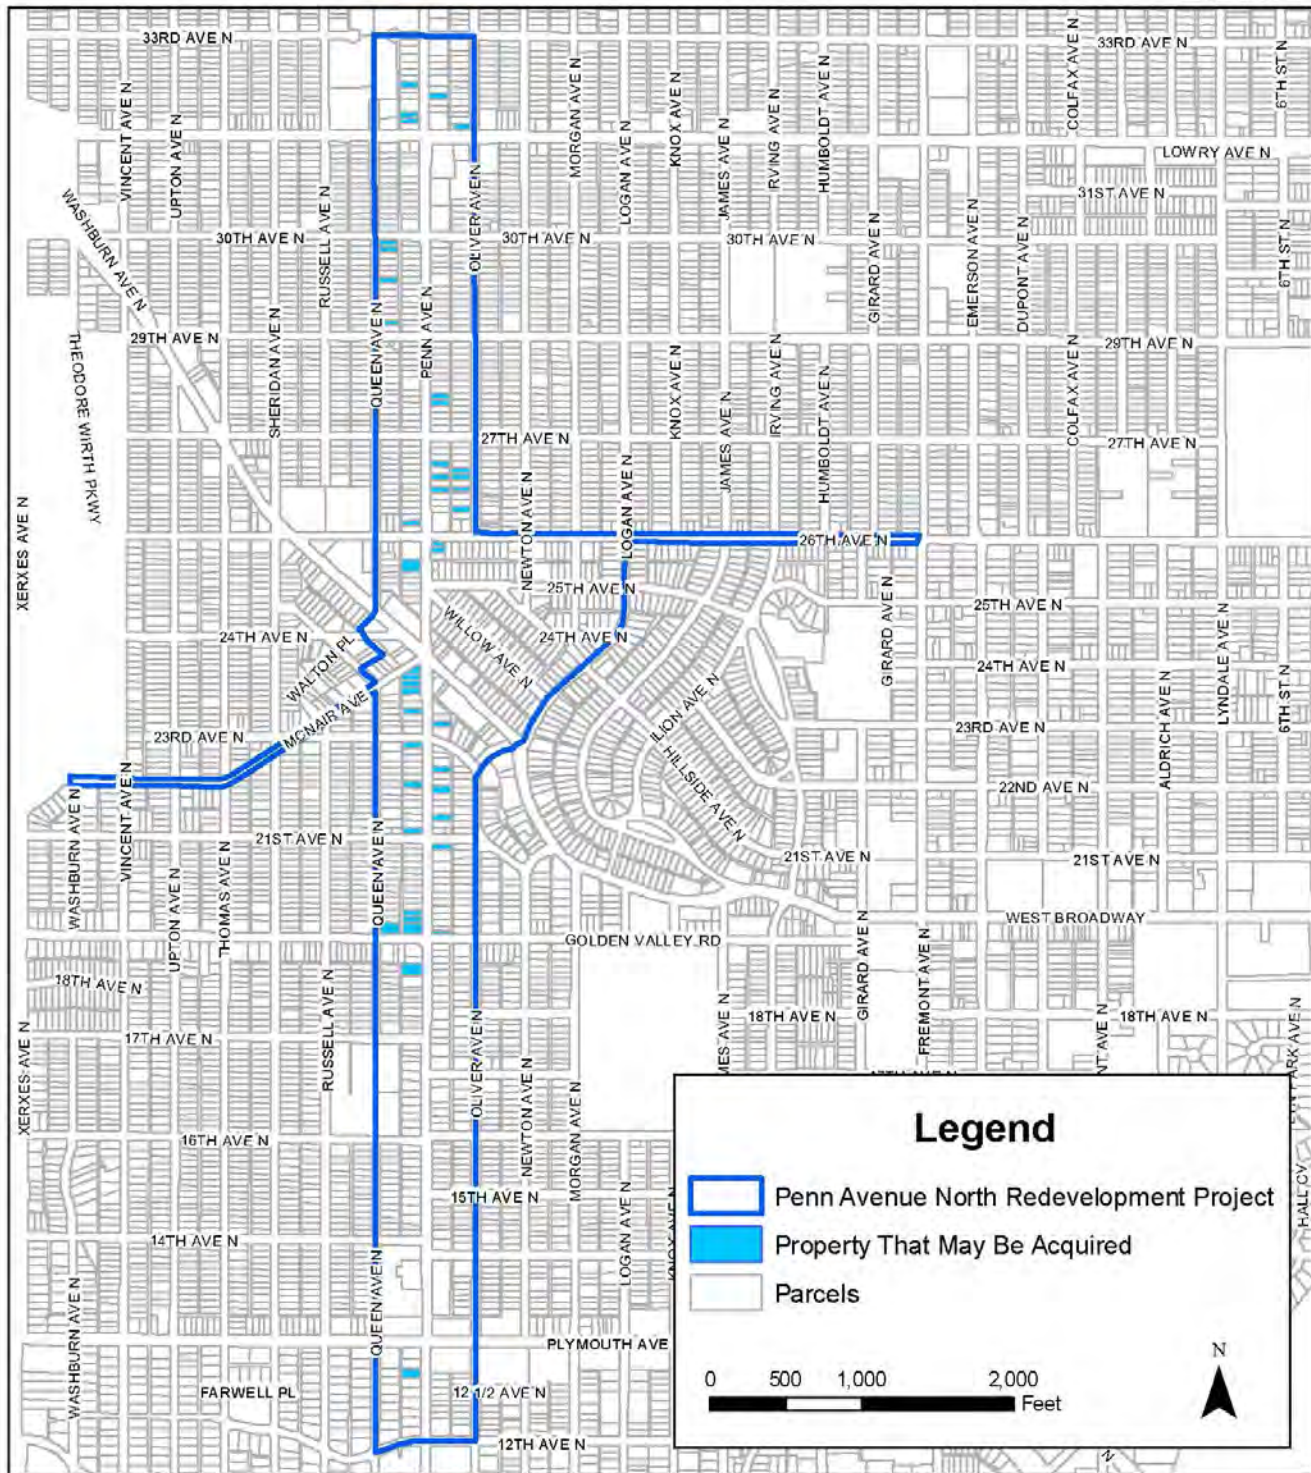 33RD AVE N
33RD AVE N
COLFAX AVE N
6TH ST N
VINCENT AVE N
UPTON AVE N
MORGAN AVE N
LOGAN AVE N
KNOX AVE N
JAMES AVE N
RVING AVE N
HUMBOLDT AVE N
LOWRY AVE N
31ST AVE N
WASHBURN AVE N
RUSSELL AVE N
OLIVER AVE N
30TH AVE N
30TH AVE N
30TH AVE N
GIRARD AVE N
EMERSON AVE N
DUPONT AVE N
6TH ST N
THEODORE WIRTH PKWY
29TH AVE N
SHERIDAN AVE N
QUEEN AVE N
PENN AVE N
KNOX AVE N
JAMES AVE N
IRVING AVE N
HUMBOLDT AVE N
COLFAX AVE N
29TH AVE N
27TH AVE N
27TH AVE N
XERXES AVE N
NEWTON AVE N
LOGAN AVE N
26TH AVE N
25TH AVE N
25TH AVE N
24TH AVE N
WALTON PL
WILLOW AVE N
24TH AVE N
GIRARD AVE N
24TH AVE N
ALDRICH AVE N
LYNDALE AVE N
6TH ST N
23RD AVE N
MCNAIR AVE
ILION AVE N
HILLSIDE AVE N
23RD AVE N
22ND AVE N
WASHBURN AVE N
VINCENT AVE N
21ST AVE N
QUEEN AVE N
21ST AVE N
21ST AVE N
UPTON AVE N
THOMAS AVE N
WEST BROADWAY
GOLDEN VALLEY RD
18TH AVE N
RUSSELL AVE N
GIRARD AVE N
FREMONT AVE N
18TH AVE N
18TH AVE N
XERXES AVE N
17TH AVE N
OLIVER AVE N
NEWTON AVE N
MORGAN AVE N
MES AVE N
NT AVE N
N PARK AVE N
16TH AVE N
15TH AVE N
14TH AVE N
LOGAN AVE N
HALL CV
WASHBURN AVE N
QUEEN AVE N
PLYMOUTH AVE
FARWELL PL
12 1/2 AVE N
12TH AVE N
N
Legend
Penn Avenue North Redevelopment Project
Property That May Be Acquired
Parcels
0 500 1,000 2,000
Feet
N